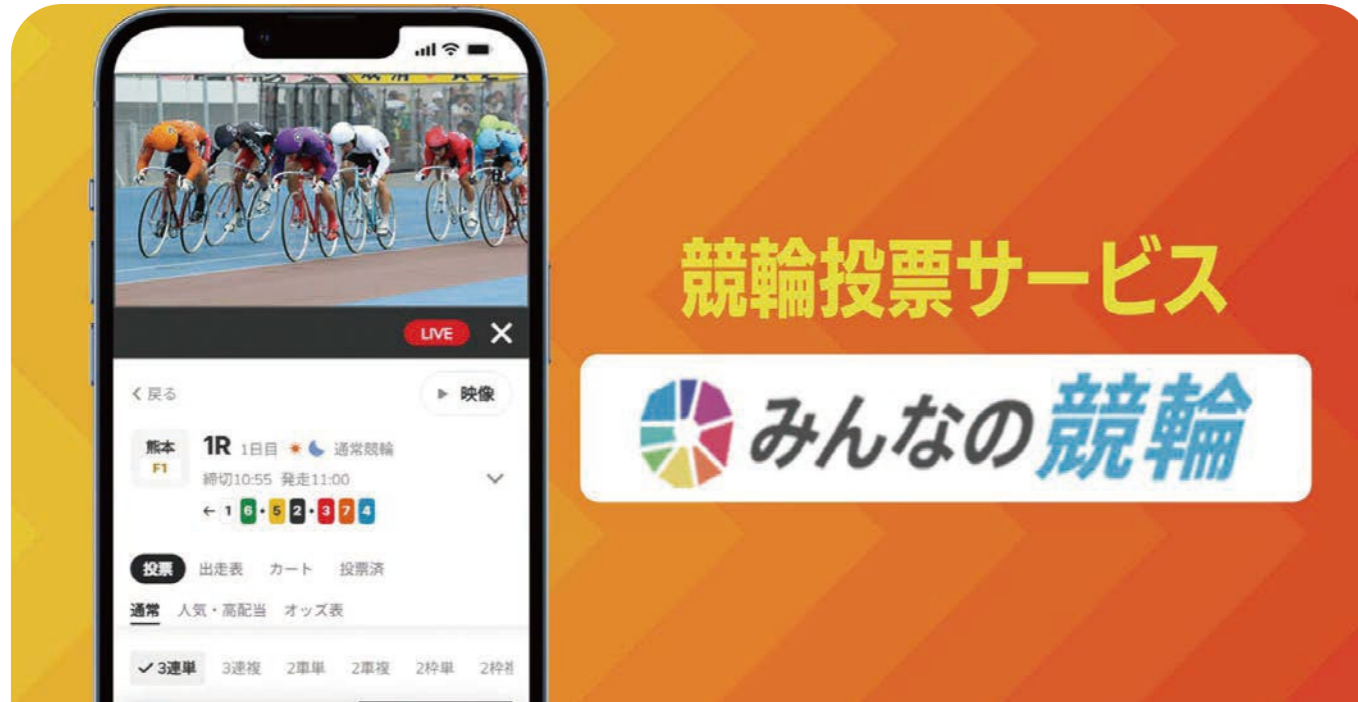 LIVE ×
戻る
映像
熊本
F1
1R 1日目 通常競輪
締切10:55 発走11:00
← 1 6・5 2・3 7 4
投票 出走表 カート 投票済
通常 人気・高配当 オッズ表
✓ 3連単 3連複 2車単 2車複 2枠単
競輪投票サービス
みんなの競輪